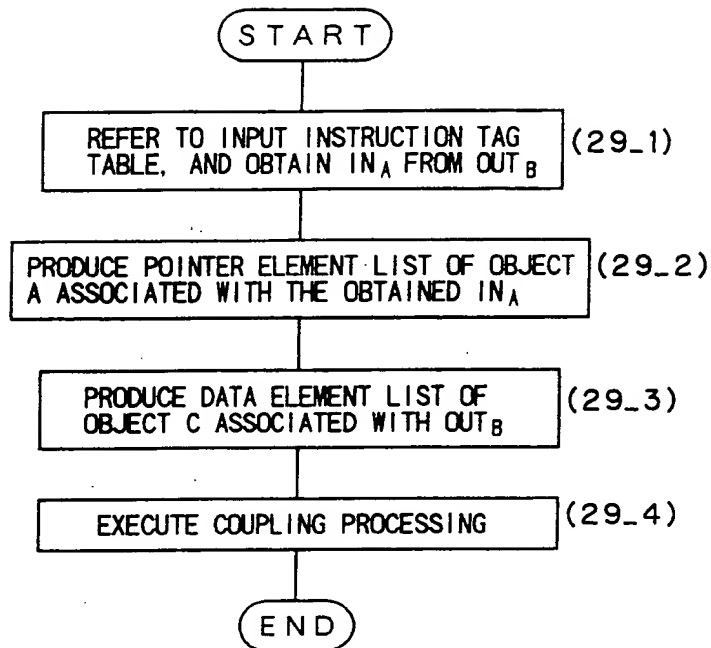 START
REFER TO INPUT INSTRUCTION TAG (29_1)
TABLE, AND OBTAIN IN_A FROM OUT_B
PRODUCE POINTER ELEMENT LIST OF OBJECT (29_2)
A ASSOCIATED WITH THE OBTAINED IN_A
PRODUCE DATA ELEMENT LIST OF (29_3)
OBJECT C ASSOCIATED WITH OUT_B
EXECUTE COUPLING PROCESSING (29_4)
END